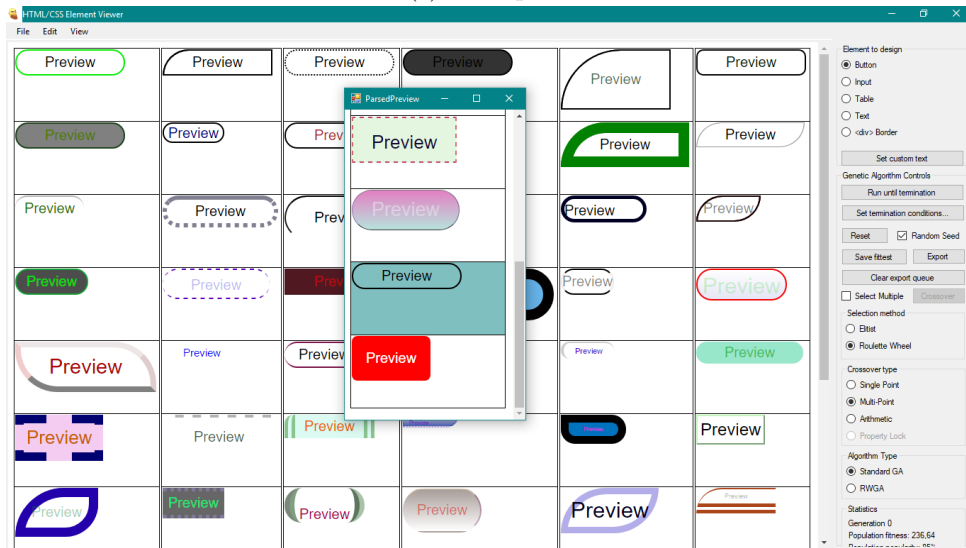 HTML/CSS Element Viewer
File Edit View
Preview Preview Preview Preview Preview Preview
Preview Preview Prev Preview Preview
Preview Preview Prev Preview Preview
Preview Preview Prev Preview Preview
Preview Preview Preview Preview Preview
Preview Preview Preview Preview Preview Preview
Preview Preview Preview Preview Preview Preview
ParsedPreview
Preview
Preview
Preview
Preview
Element to design
Button
Input
Table
Text
<div> Border
Set custom text
Genetic Algorithm Controls
Run until termination
Set termination conditions...
Reset Random Seed
Save fittest Export
Clear export queue
Select Multiple Crossover
Selection method
Elitist
Roulette Wheel
Crossover type
Single Point
Multi-Point
Arithmetic
Property Lock
Algorithm Type
Standard GA
RWGA
Statistics
Generation 0
Population fitness: 236,64